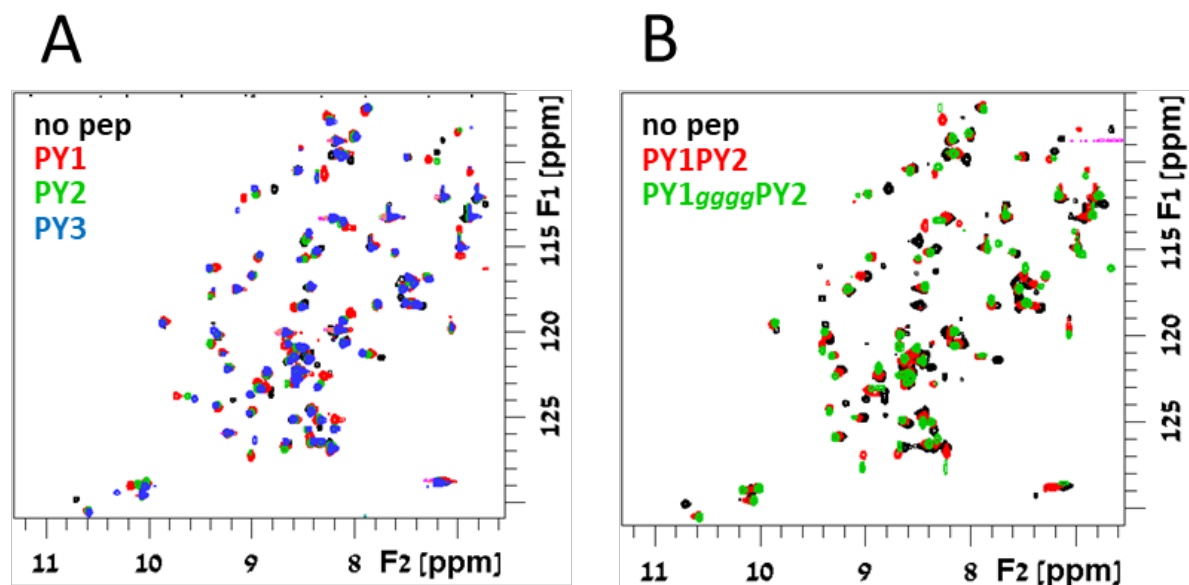 A
no pep
PY1
PY2
PY3
F1 [ppm]
115
120
125
11
10
9
8
F2 [ppm]
B
no pep
PY1PY2
PY1ggggPY2
F1 [ppm]
115
120
125
11
10
9
8
F2 [ppm]